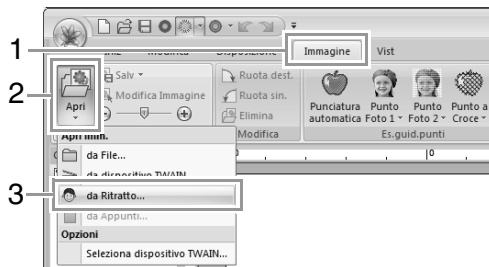 1
Immagine Vist
2
Salv
Modifica Immagine
Apri
Ruota dest.
Ruota sin.
Elimina
Modifica
Punciatura automatica
Punto Foto 1
Punto Foto 2
Punto a Croce
Es.guid.punti
da File...
da dispositivo TWAIN
3
da Ritratto...
da Appunti...
Opzioni
Seleziona dispositivo TWAIN...